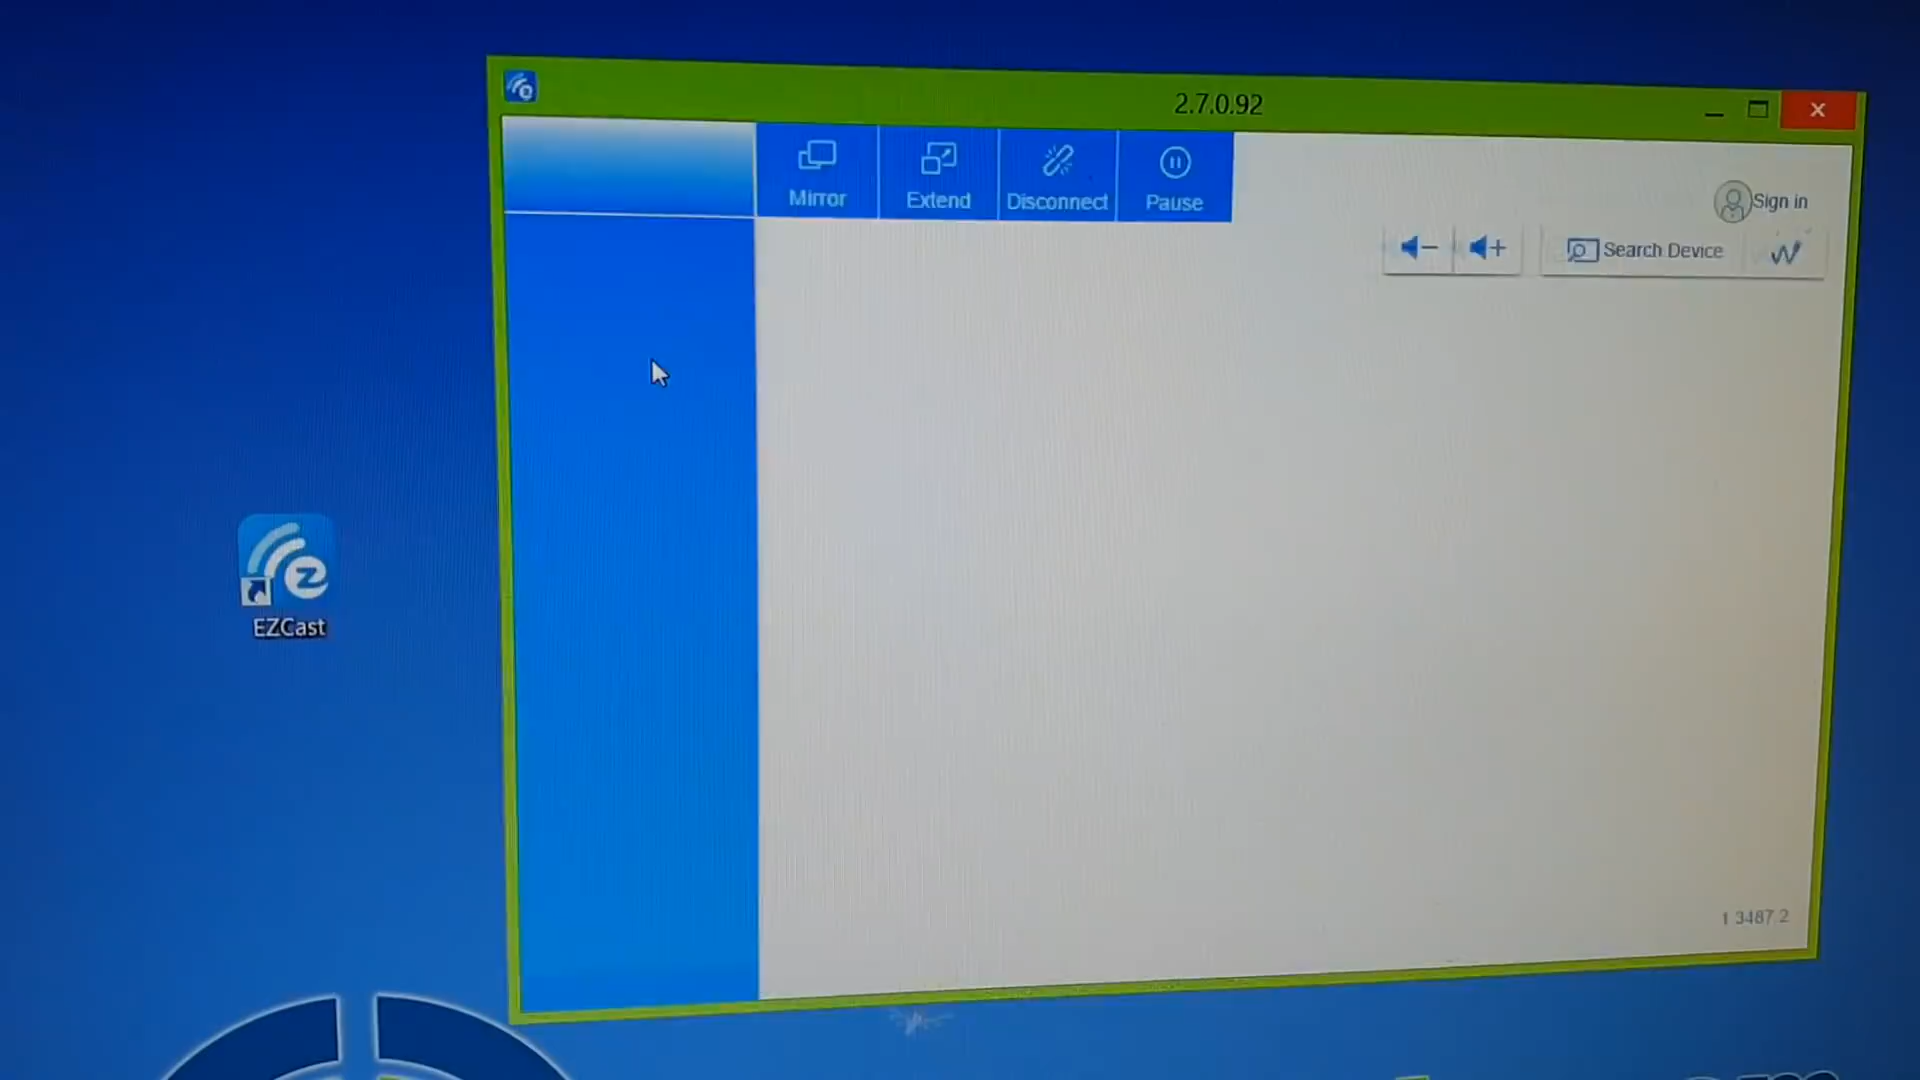 2.7.0.92
Mirror
Extend
Disconnect
Pause
Sign in
Search Device
EZCast
1.3487.2